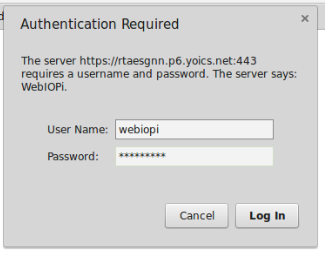 Authentication Required
The server https://rtaesgnn.p6.yoics.net:443
requires a username and password. The server says:
WebIOPi.
User Name: webiopi
Password: *********
Cancel Log In